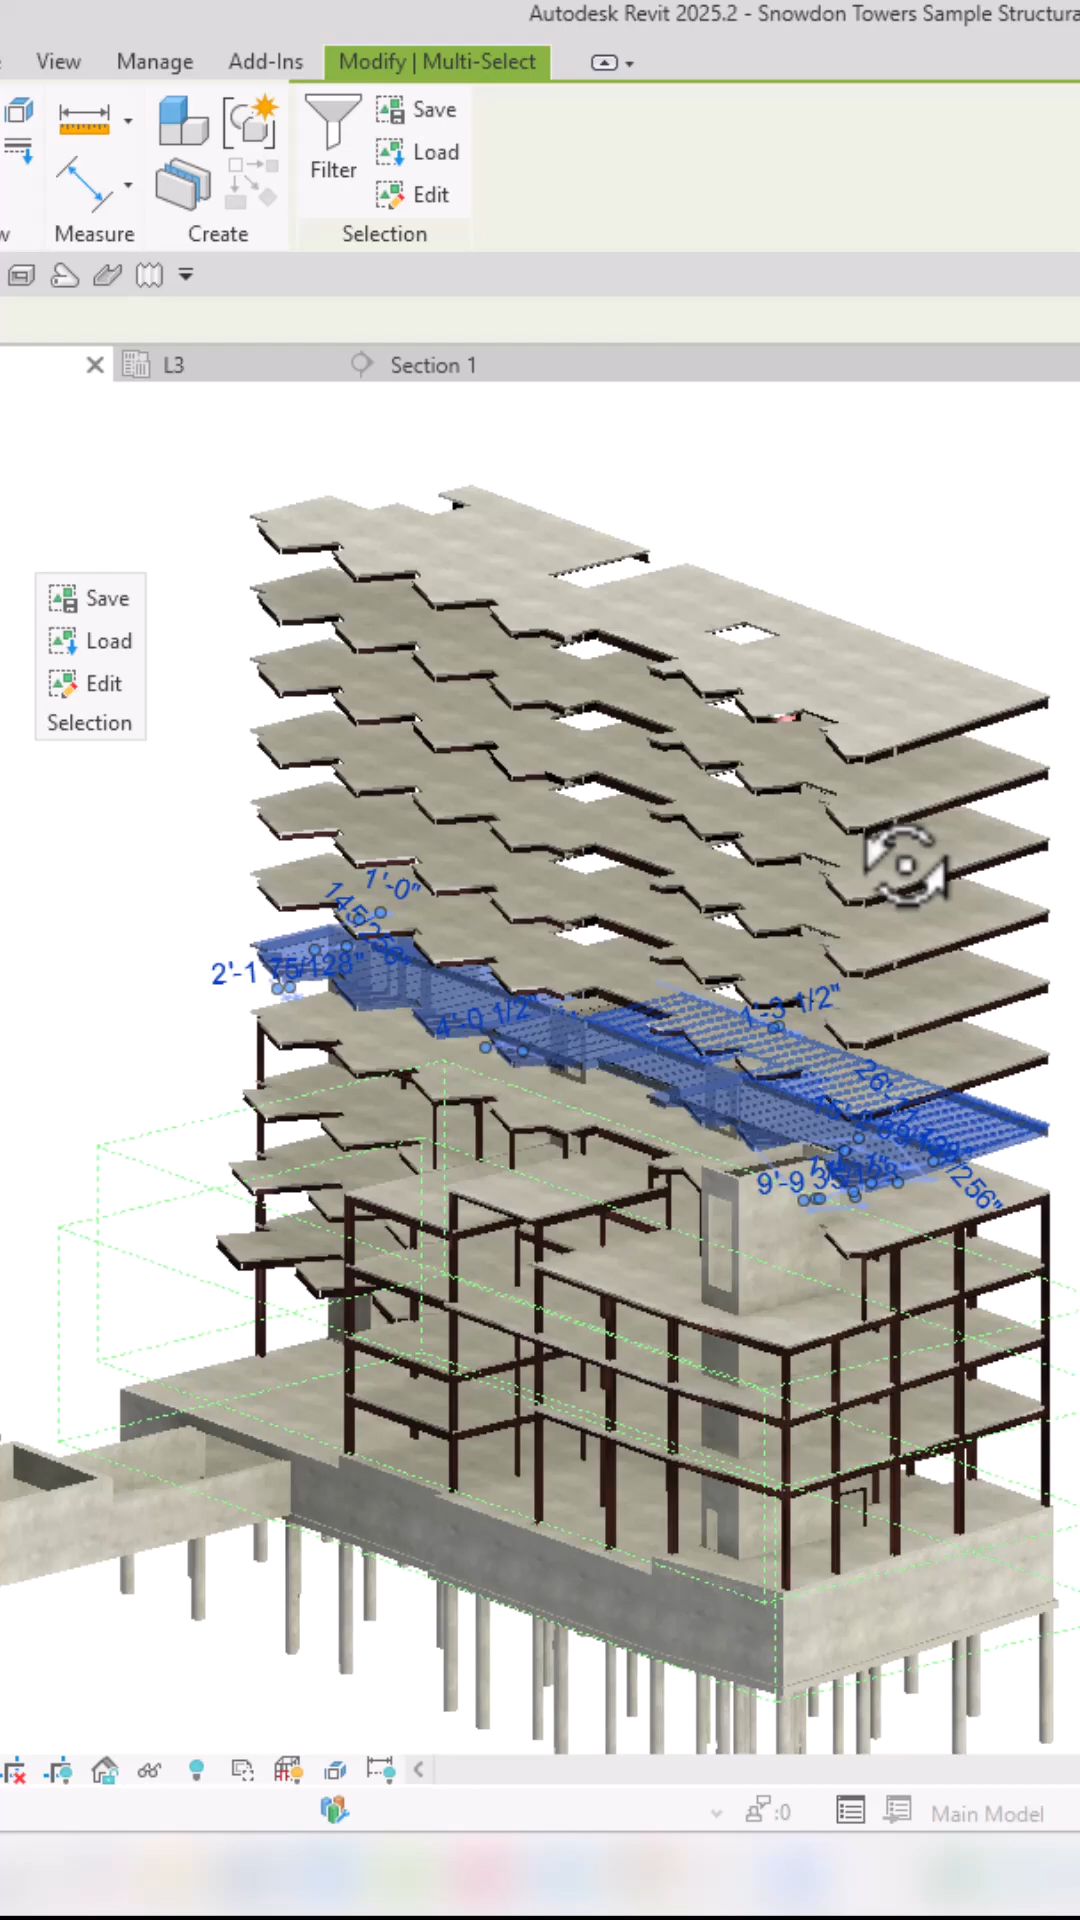 Autodesk Revit 2025.2 - Snowdon Towers Sample Structura
View Manage Add-Ins Modify | Multi-Select
Save
Filter
Load
Edit
w Measure Create Selection
L3 Section 1
Save
Load
Edit
Selection
1'-0"
2'-1 75/128"
4'-0 1/2"
1'-3 1/2"
:0
Main Model